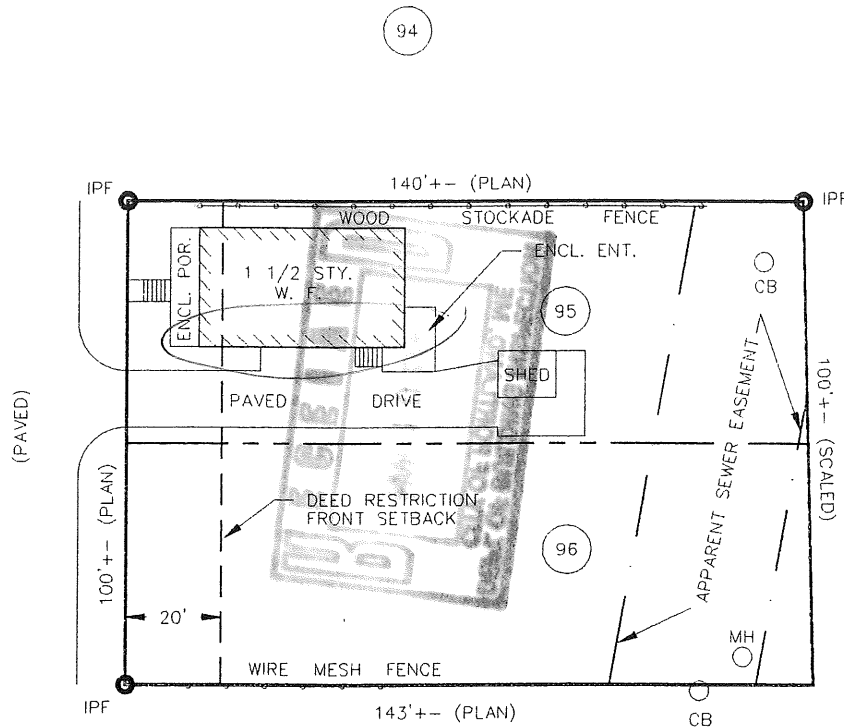 94
IPF
140'+- (PLAN)
IPF
WOOD STOCKADE FENCE
ENCL. POR.
1 1/2 STY.
W. F.
ENCL. ENT.
CB
95
SHED
PAVED DRIVE
(PAVED)
APPARENT SEWER EASEMENT
100'+- (SCALED)
100'+- (PLAN)
DEED RESTRICTION
FRONT SETBACK
96
20'
MH
WIRE MESH FENCE
IPF
143'+- (PLAN)
CB